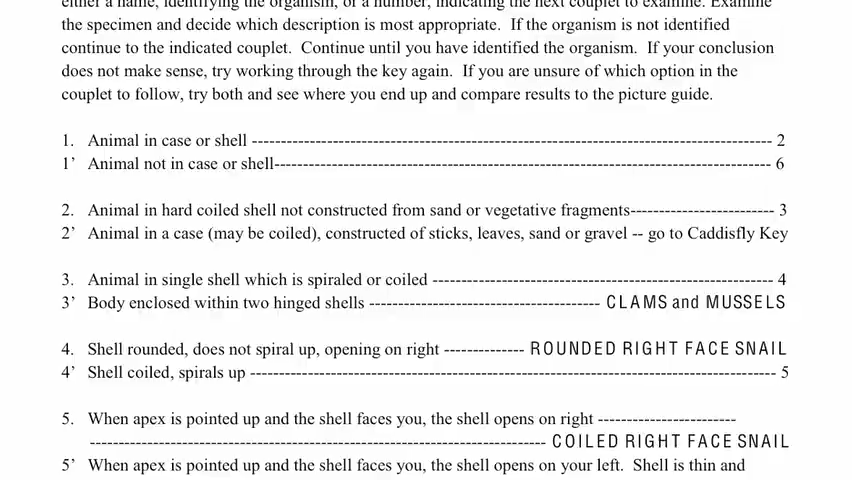 either a name, identifying the organism, or a number, indicating the next couplet to examine. Examine
the specimen and decide which description is most appropriate.  If the organism is not identified
continue to the indicated couplet.  Continue until you have identified the organism.  If your conclusion
does not make sense, try working through the key again.  If you are unsure of which option in the
couplet to follow, try both and see where you end up and compare results to the picture guide.
1.  Animal in case or shell ---------------------------------------------------------------------------------------- 2
1’  Animal not in case or shell------------------------------------------------------------------------------------ 6
2.  Animal in hard coiled shell not constructed from sand or vegetative fragments------------------------- 3
2’  Animal in a case (may be coiled), constructed of sticks, leaves, sand or gravel -- go to Caddisfly Key
3.  Animal in single shell which is spiraled or coiled ---------------------------------------------------------- 4
3’  Body enclosed within two hinged shells ---------------------------------------- CLAMS and MUSSELS
4.  Shell rounded, does not spiral up, opening on right -------------- ROUNDED RIGHT FACE SNAIL
4’  Shell coiled, spirals up ------------------------------------------------------------------------------------------ 5
5.  When apex is pointed up and the shell faces you, the shell opens on right ------------------------
------------------------------------------------------------------------------- COILED RIGHT FACE SNAIL
5’  When apex is pointed up and the shell faces you, the shell opens on your left.  Shell is thin and